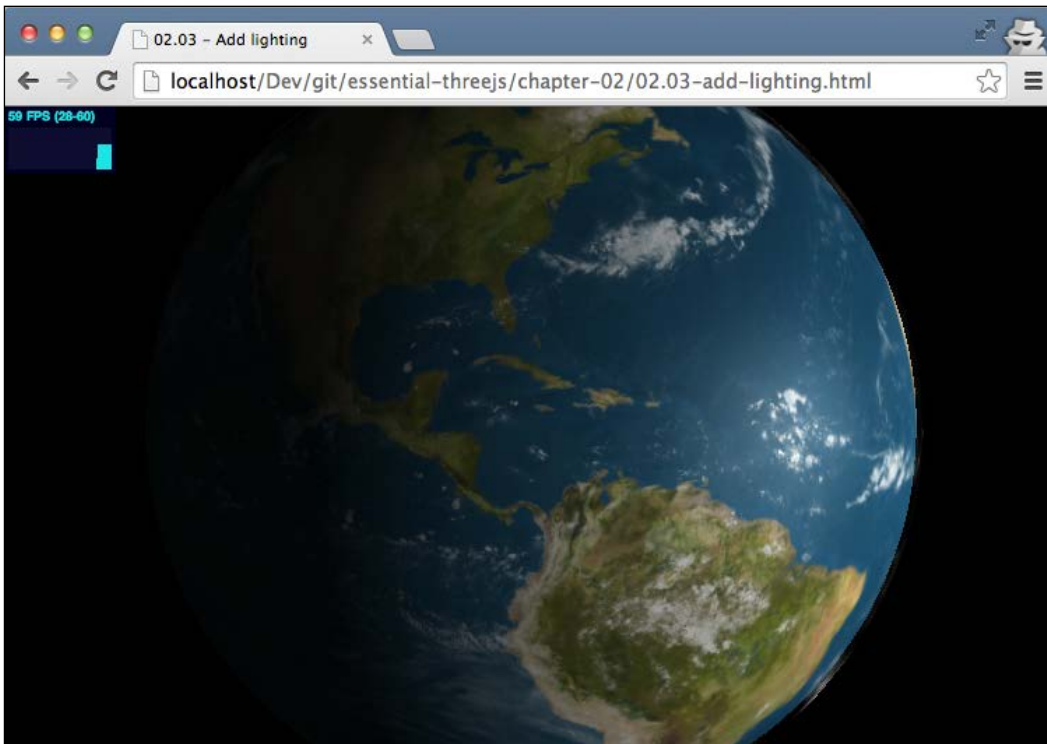 02.03 - Add lighting
localhost/Dev/git/essential-threejs/chapter-02/02.03-add-lighting.html
59 FPS (28-60)